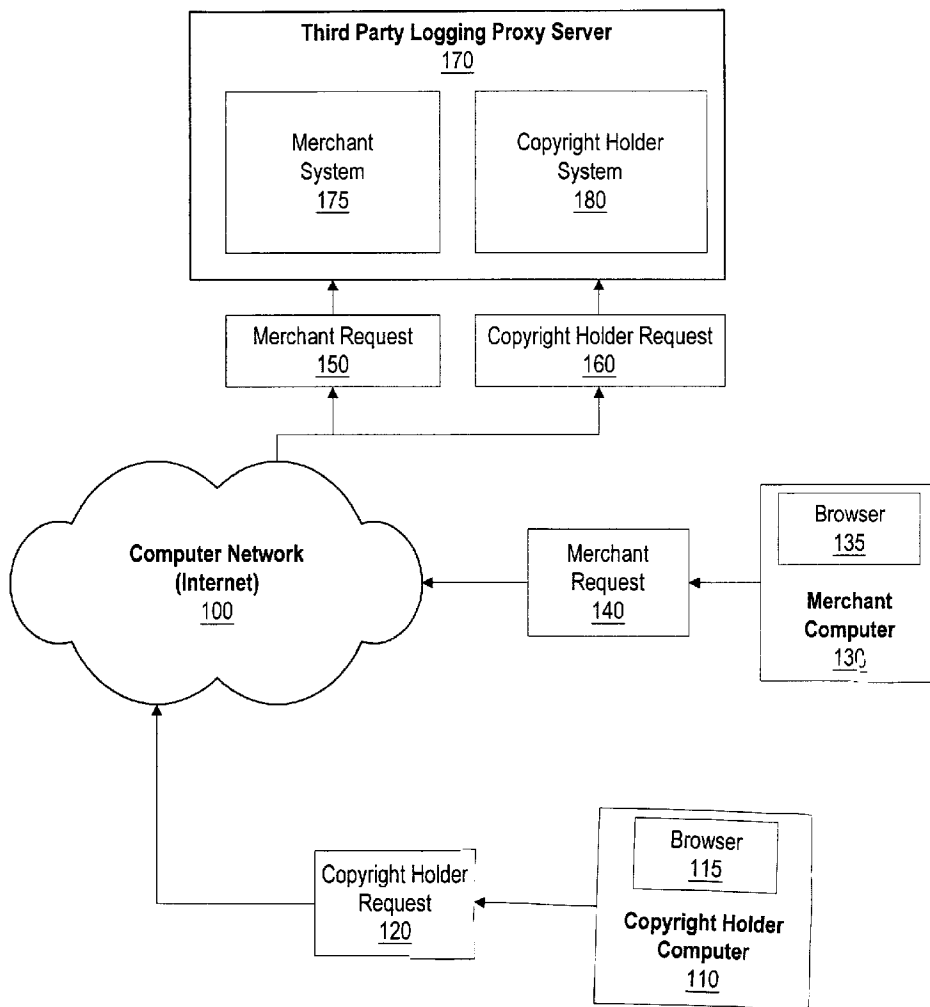 Third Party Logging Proxy Server
170
Merchant
System
175
Copyright Holder
System
180
Merchant Request
150
Copyright Holder Request
160
Computer Network
(Internet)
100
Merchant
Request
140
Browser
135
Merchant
Computer
130
Copyright Holder
Request
120
Browser
115
Copyright Holder
Computer
110